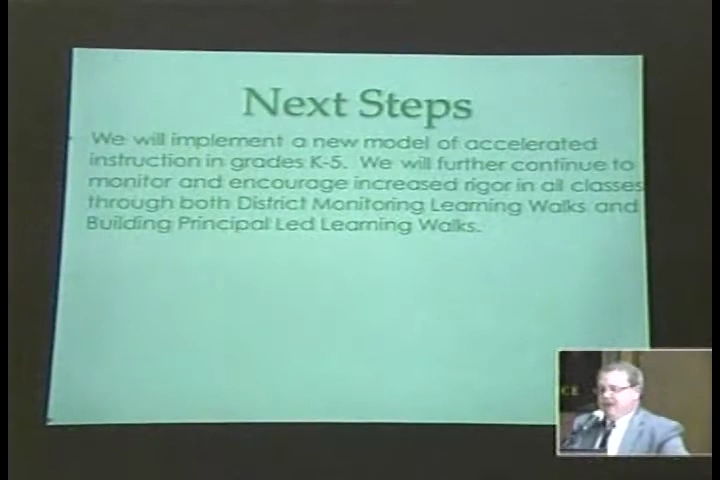 Next Steps
We will implement a new model of accelerated
instruction in grades K-5. We will further continue to
monitor and encourage increased rigor in all classes
through both District Monitoring Learning Walks and
Building Principal Led Learning Walks.
CE